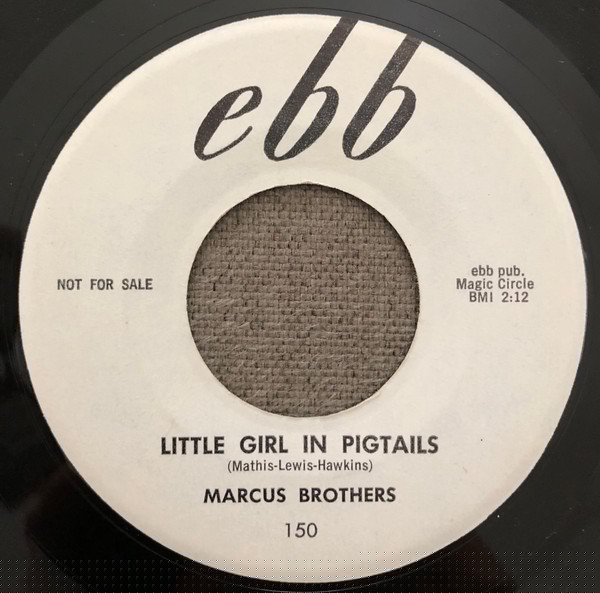 ebb
NOT FOR SALE
ebb pub.
Magic Circle
BMI 2:12
LITTLE GIRL IN PIGTAILS
(Mathis-Lewis-Hawkins)
MARCUS BROTHERS
150